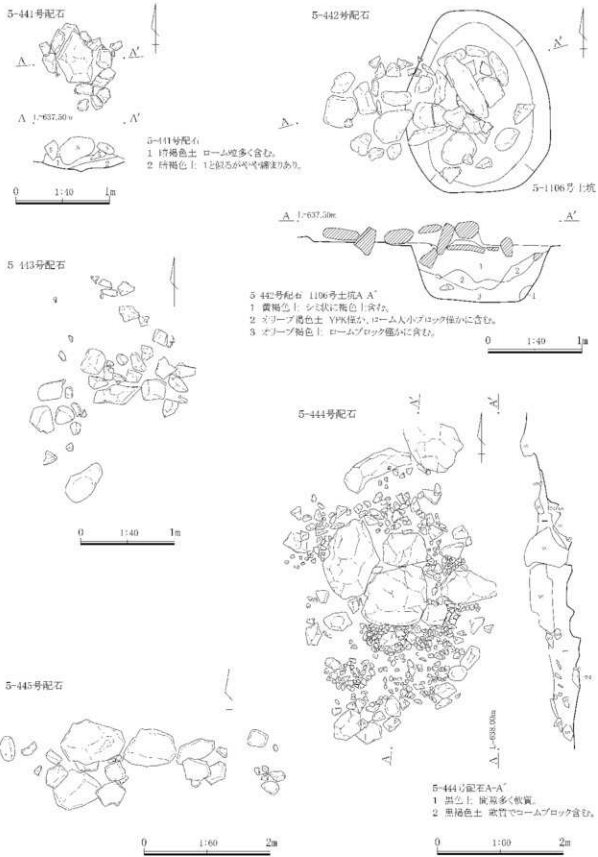 5-441号配石
A
A'
A L=637.50m A'
5-441号配石
1 暗褐色土 ローム粒多く含む。
2 暗褐色土 1と似るがやや締まりあり。
0 1:40 1m
5-442号配石
A'
A
5-1106号土坑
A L=637.50m A'
1
2
2
3
1
5-442号配石 1106号土坑A-A'
1 黄褐色土 シミ状に褐色土含む。
2 オリーブ褐色土 YPK僅か、ローム大小ブロック僅かに含む。
3 オリーブ褐色土 ロームブロック僅かに含む。
0 1:40 1m
5-443号配石
0 1:40 1m
5-444号配石
A'
A'
A
A L=638.00m
5-444号配石A-A'
1 黒色土
2 黒褐色土 軟質でロームブロック含む。
0 1:60 2m
5-445号配石
0 1:60 2m